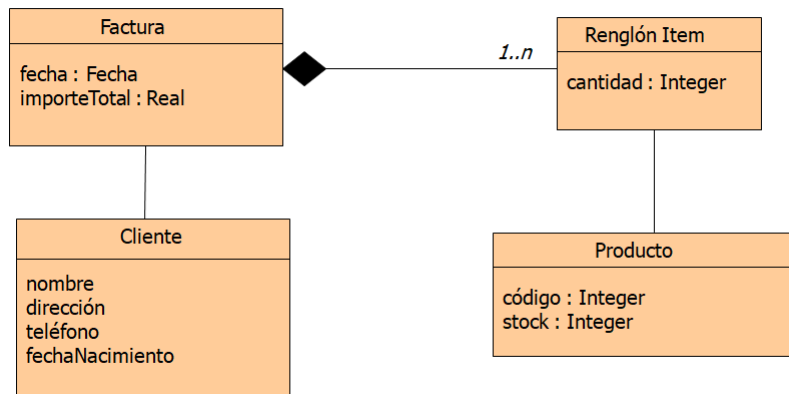 Factura
fecha : Fecha
importeTotal : Real
1..n
Renglón Item
cantidad : Integer
Cliente
nombre
dirección
teléfono
fechaNacimiento
Producto
código : Integer
stock : Integer